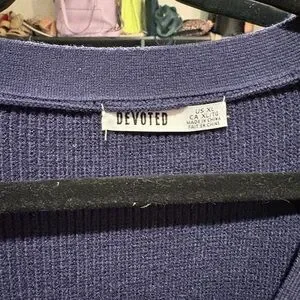 DEVOTED
US XL
CA XL/TG
MADE IN CHINA
FAIT EN CHINE